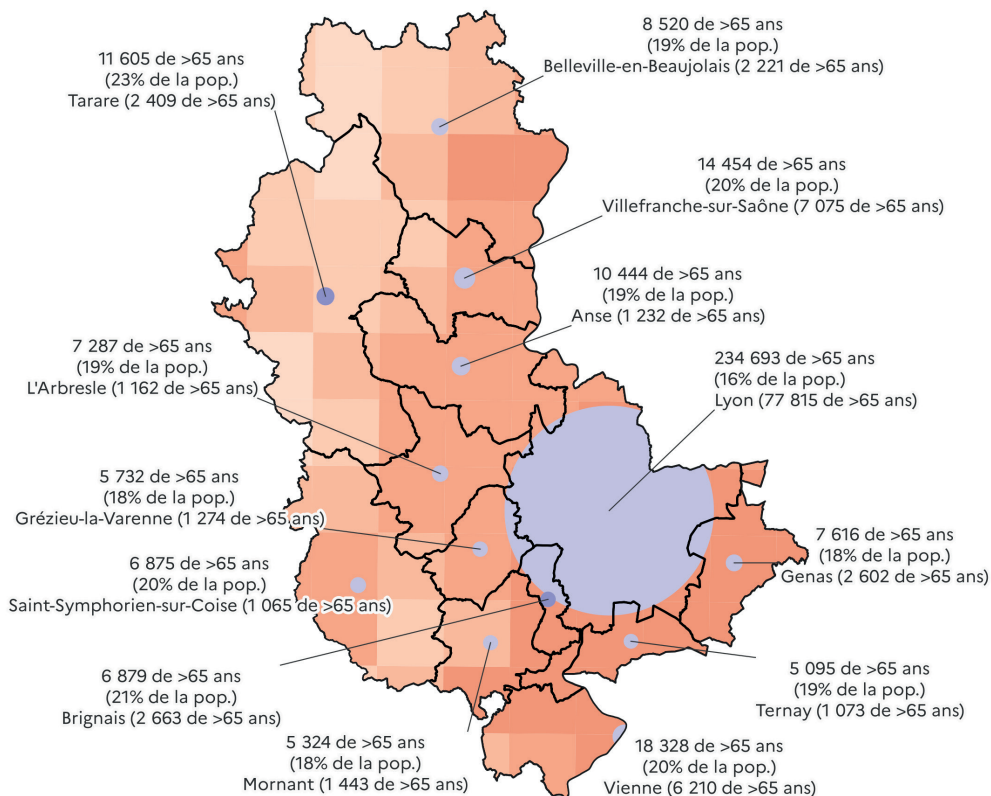 8 520 de >65 ans
(19% de la pop.)
Belleville-en-Beaujolais (2 221 de >65 ans)
11 605 de >65 ans
(23% de la pop.)
Tarare (2 409 de >65 ans)
14 454 de >65 ans
(20% de la pop.)
Villefranche-sur-Saône (7 075 de >65 ans)
10 444 de >65 ans
(19% de la pop.)
Anse (1 232 de >65 ans)
7 287 de >65 ans
(19% de la pop.)
L'Arbresle (1 162 de >65 ans)
234 693 de >65 ans
(16% de la pop.)
Lyon (77 815 de >65 ans)
5 732 de >65 ans
(18% de la pop.)
Grézieu-la-Varenne (1 274 de >65 ans)
7 616 de >65 ans
(18% de la pop.)
Genas (2 602 de >65 ans)
6 875 de >65 ans
(20% de la pop.)
Saint-Symphorien-sur-Coise (1 065 de >65 ans)
6 879 de >65 ans
(21% de la pop.)
Brignais (2 663 de >65 ans)
5 095 de >65 ans
(19% de la pop.)
Ternay (1 073 de >65 ans)
5 324 de >65 ans
(18% de la pop.)
Mornant (1 443 de >65 ans)
18 328 de >65 ans
(20% de la pop.)
Vienne (6 210 de >65 ans)